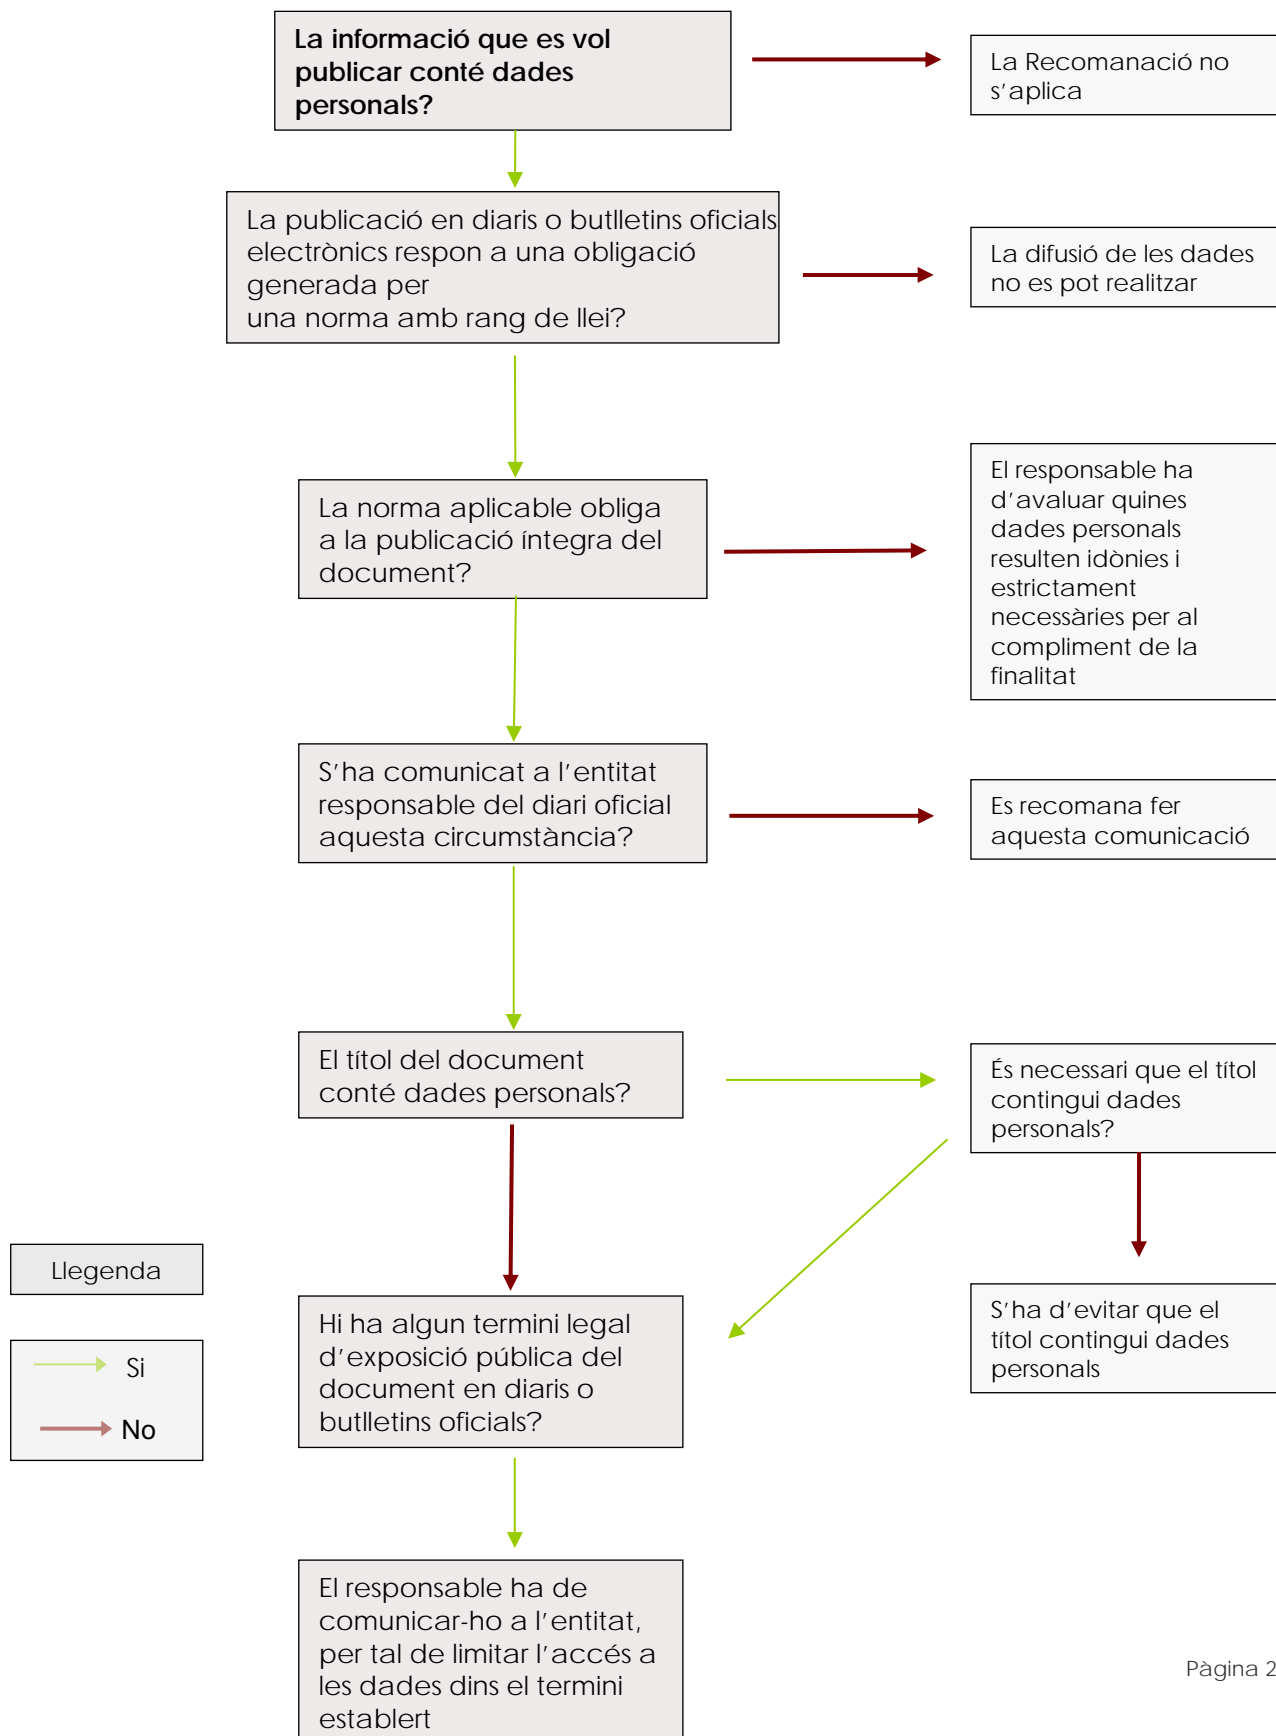 La informació que es vol
publicar conté dades
personals?
La Recomanació no
s'aplica
La publicació en diaris o butlletins oficials
electrònics respon a una obligació
generada per
una norma amb rang de llei?
La difusió de les dades
no es pot realitzar
La norma aplicable obliga
a la publicació íntegra del
document?
El responsable ha
d'avaluar quines
dades personals
resulten idònies i
estrictament
necessàries per al
compliment de la
finalitat
S'ha comunicat a l'entitat
responsable del diari oficial
aquesta circumstància?
Es recomana fer
aquesta comunicació
El títol del document
conté dades personals?
És necessari que el títol
contingui dades
personals?
Llegenda
Si
No
Hi ha algun termini legal
d'exposició pública del
document en diaris o
butlletins oficials?
S'ha d'evitar que el
títol contingui dades
personals
El responsable ha de
comunicar-ho a l'entitat,
per tal de limitar l'accés a
les dades dins el termini
establert
Pàgina 2